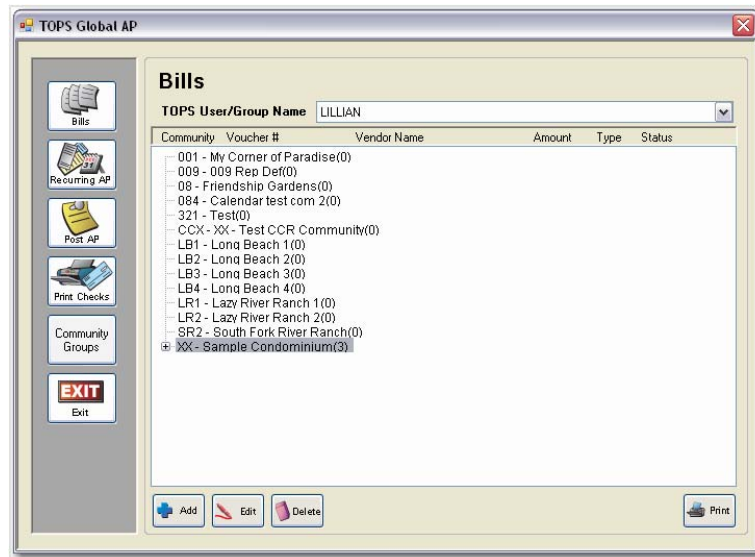 TOPS Global AP
Bills
Recurring AP
31
Post AP
Print Checks
Community
Groups
EXIT
Exit
Bills
TOPS User/Group Name LILLIAN
Community Voucher # Vendor Name Amount Type Status
001 - My Corner of Paradise(0)
009 - 009 Rep Def(0)
08 - Friendship Gardens(0)
084 - Calendar test com 2(0)
321 - Test(0)
CCX - XX - Test CCR Community(0)
LB1 - Long Beach 1(0)
LB2 - Long Beach 2(0)
LB3 - Long Beach 3(0)
LB4 - Long Beach 4(0)
LR1 - Lazy River Ranch 1(0)
LR2 - Lazy River Ranch 2(0)
SR2 - South Fork River Ranch(0)
XX - Sample Condominium(3)
Add Edit Delete Print